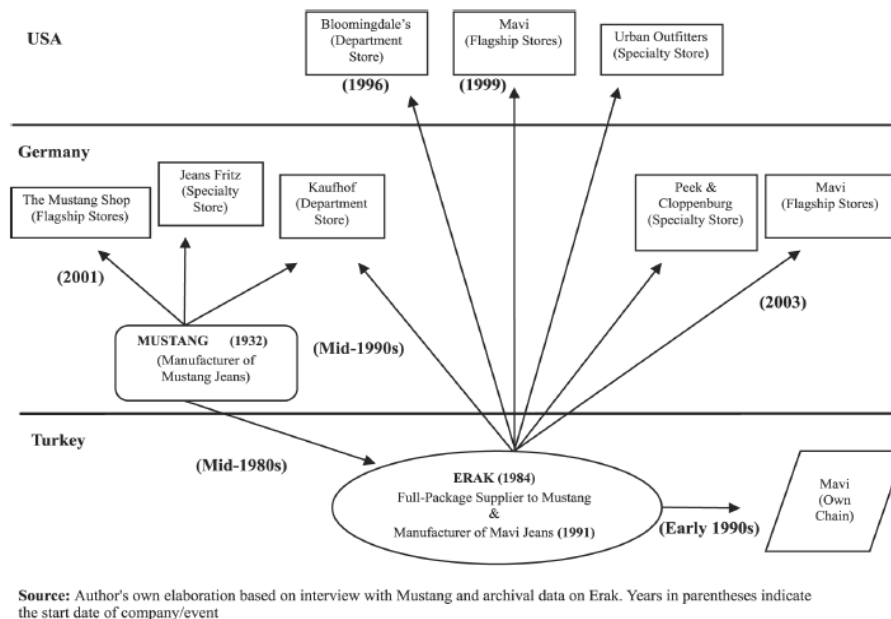 USA
Bloomingdale's
(Department
Store)
(1996)
Mavi
(Flagship Stores)
(1999)
Urban Outfitters
(Specialty Store)
Germany
The Mustang Shop
(Flagship Stores)
Jeans Fritz
(Specialty
Store)
Kaufhof
(Department
Store)
Peek &
Cloppenburg
(Specialty Store)
Mavi
(Flagship Stores)
(2001)
(2003)
MUSTANG (1932)
(Manufacturer of
Mustang Jeans)
(Mid-1990s)
Turkey
(Mid-1980s)
ERAK (1984)
Full-Package Supplier to Mustang
&
Manufacturer of Mavi Jeans (1991)
(Early 1990s)
Mavi
(Own
Chain)
Source: Author's own elaboration based on interview with Mustang and archival data on Erak. Years in parentheses indicate
the start date of company/event